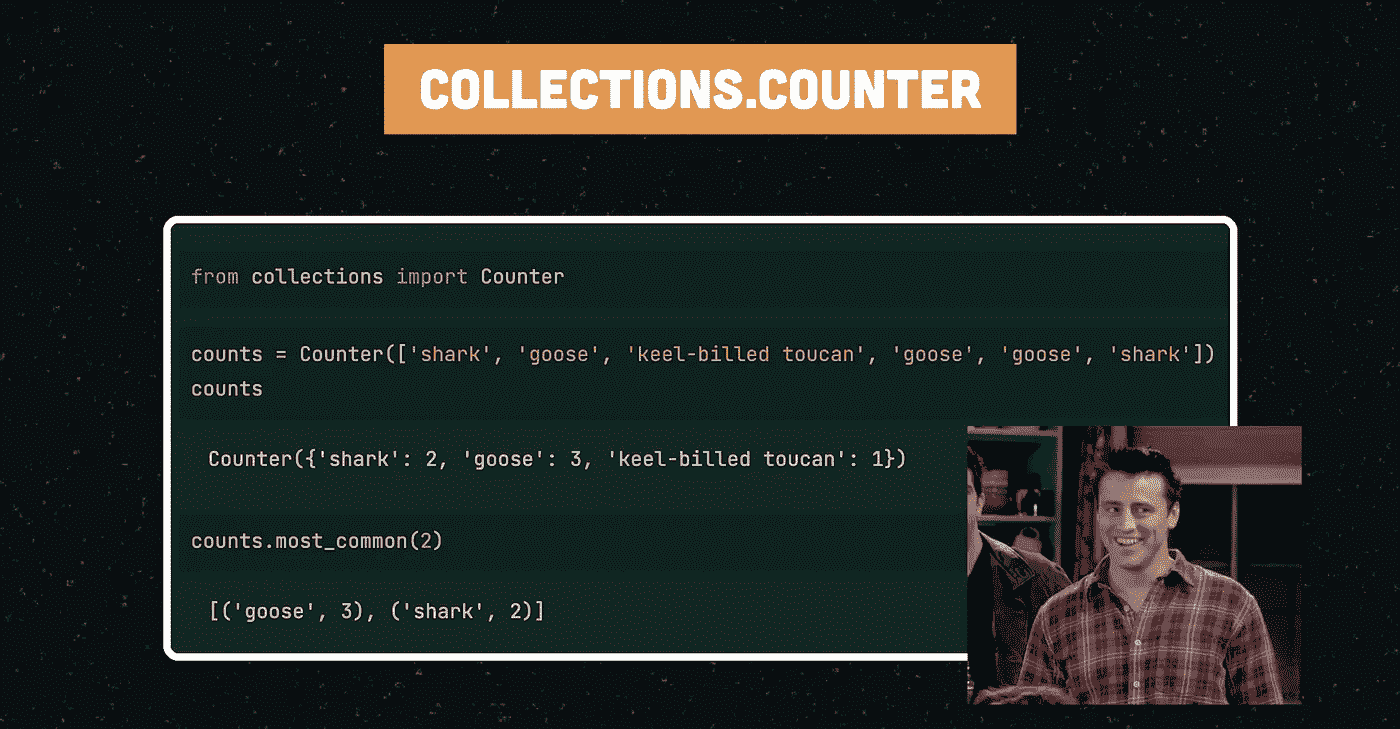 COLLECTIONS.COUNTER
from collections import Counter
counts = Counter(['shark', 'goose', 'keel-billed toucan', 'goose', 'goose', 'shark'])
counts
Counter({'shark': 2, 'goose': 3, 'keel-billed toucan': 1})
counts.most_common(2)
[('goose', 3), ('shark', 2)]